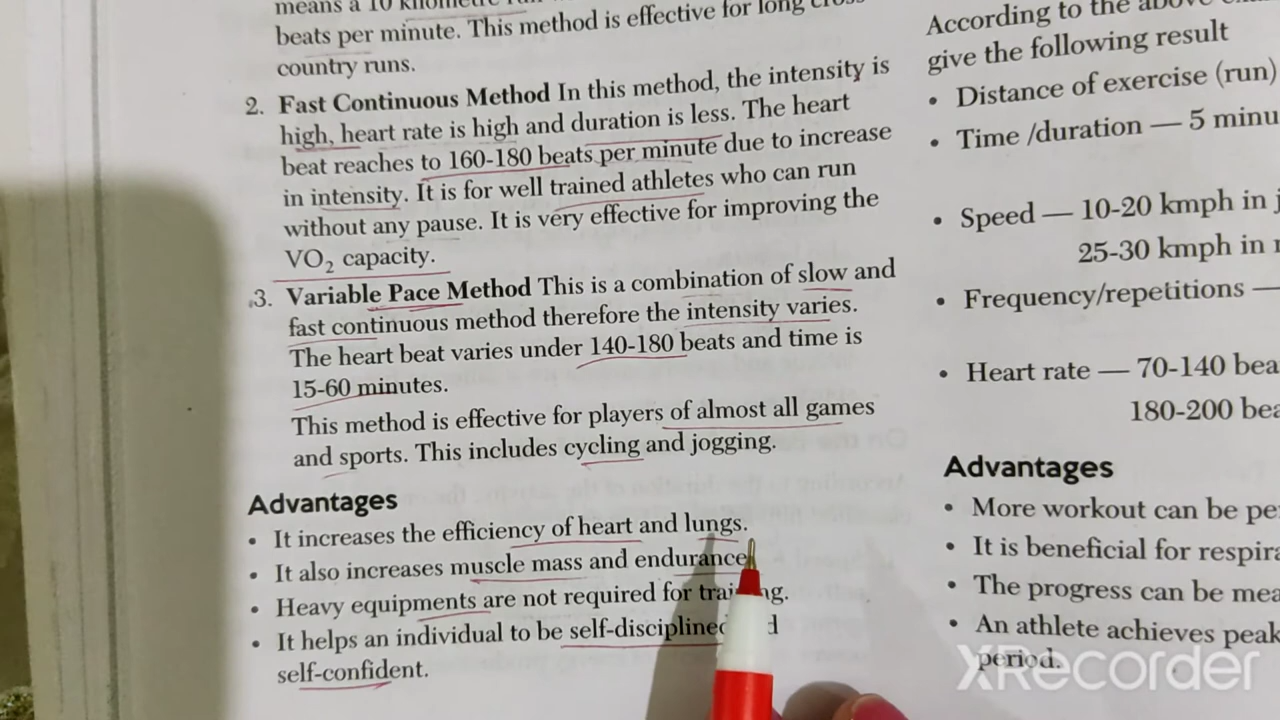 means a 10
beats per minute. This method is effective for long cross
country runs.
2. Fast Continuous Method In this method, the intensity is
high, heart rate is high and duration is less. The heart
beat reaches to 160-180 beats per minute due to increase
in intensity. It is for well trained athletes who can run
without any pause. It is very effective for improving the
VO₂ capacity.
3. Variable Pace Method This is a combination of slow and
fast continuous method therefore the intensity varies.
The heart beat varies under 140-180 beats and time is
15-60 minutes.
This method is effective for players of almost all games
and sports. This includes cycling and jogging.
Advantages
• It increases the efficiency of heart and lungs.
• It also increases muscle mass and endurance
• Heavy equipments are not required for training.
• It helps an individual to be self-disciplined
self-confident.
According to the above
give the following result
• Distance of exercise (run)
• Time /duration — 5 minu
• Speed — 10-20 kmph in j
25-30 kmph in r
• Frequency/repetitions —
• Heart rate — 70-140 bea
180-200 bea
Advantages
• More workout can be pe
• It is beneficial for respira
• The progress can be mea
• An athlete achieves peak
period.
XRecorder